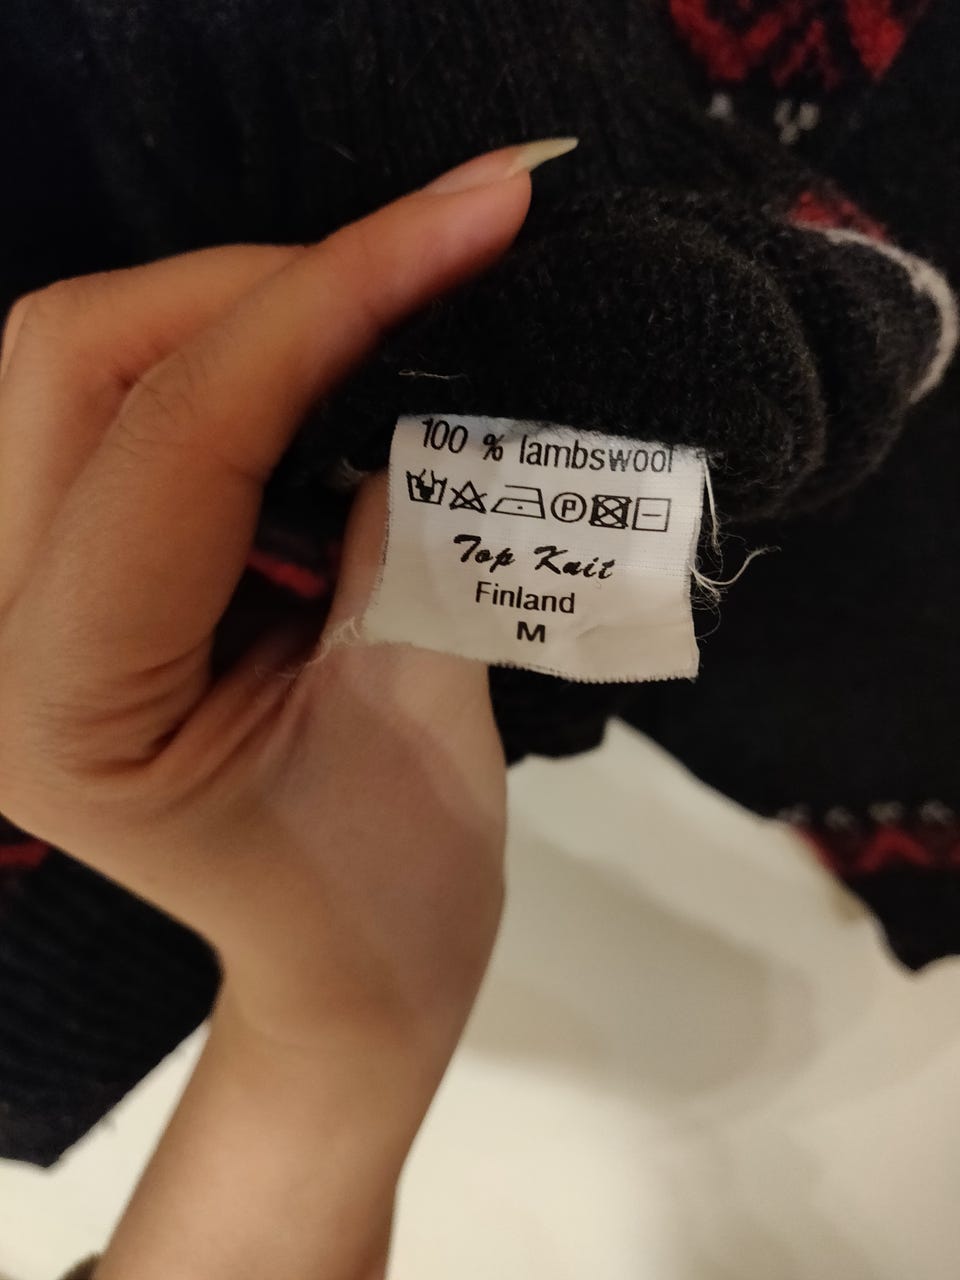 100 % lambswool
P
Top Knit
Finland
M